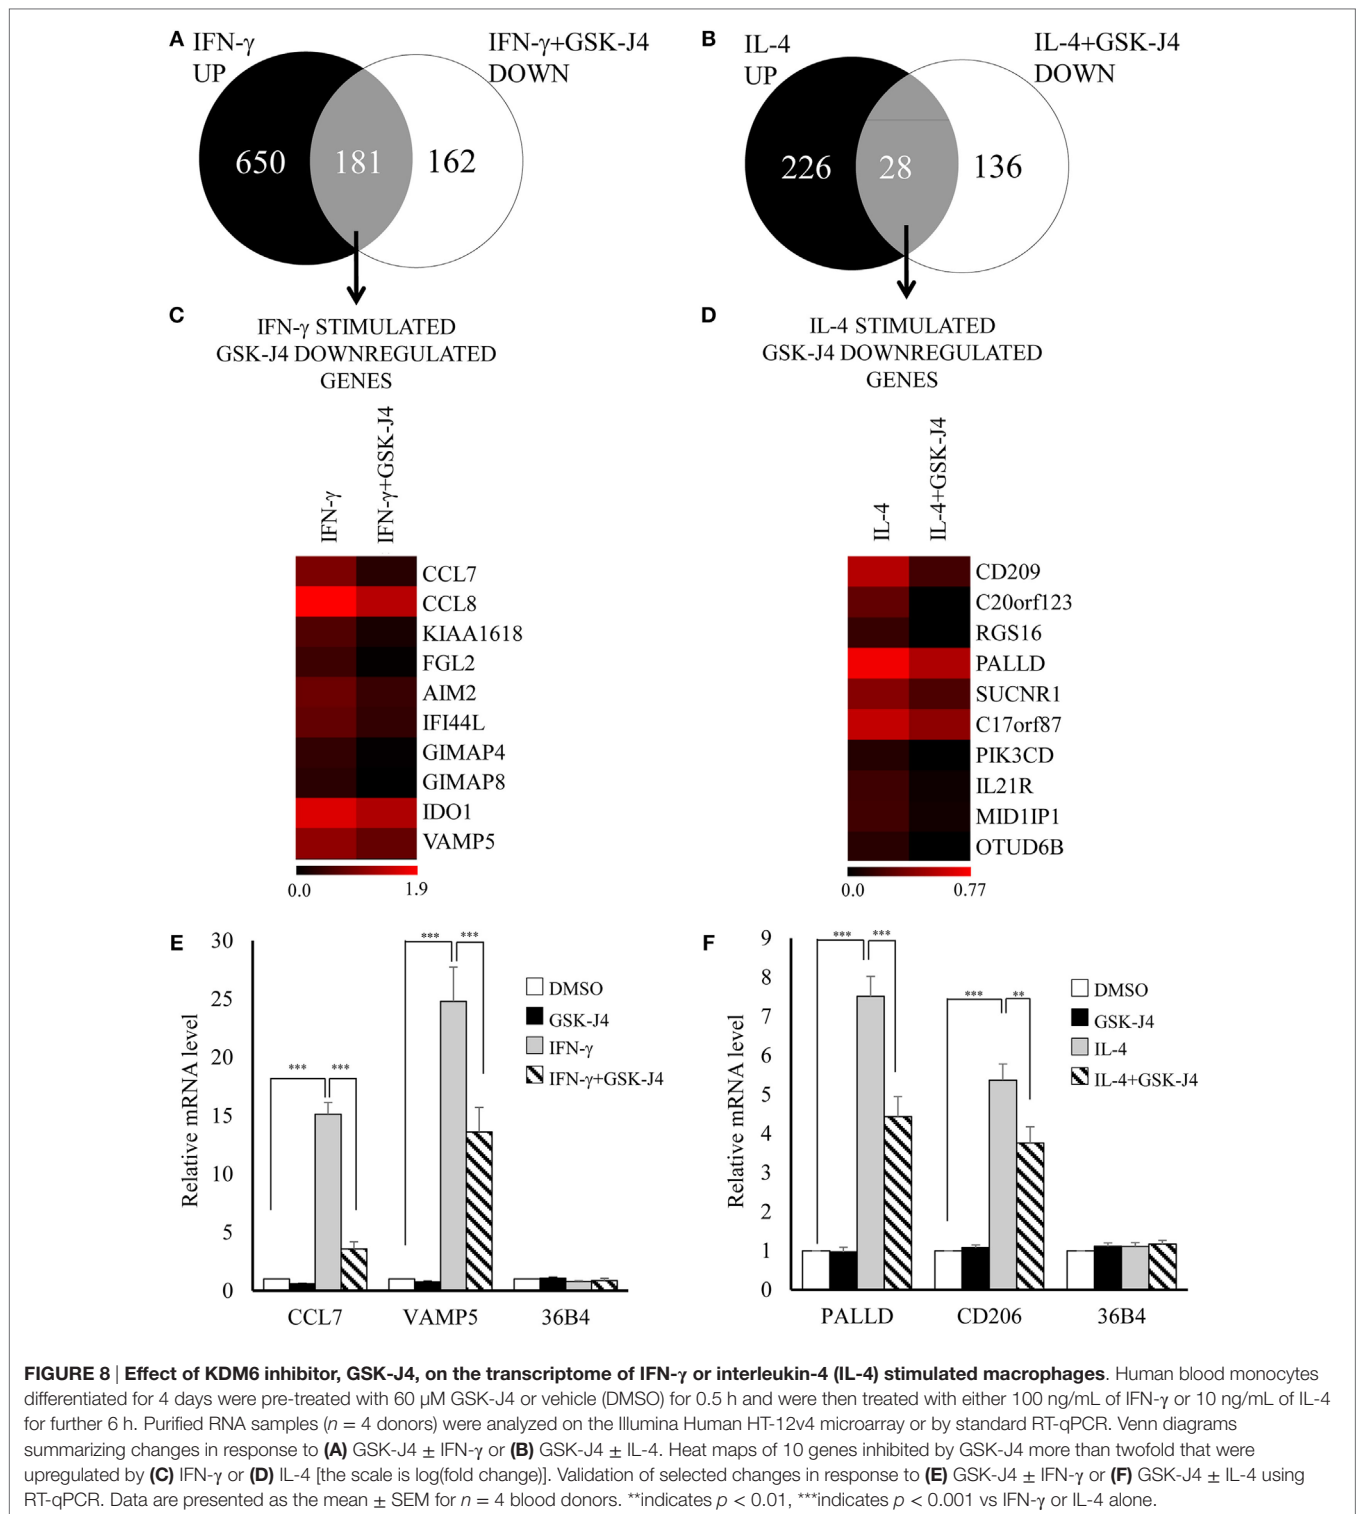 A IFN-γ UP
IFN-γ+GSK-J4 DOWN
650 181 162
B IL-4 UP
IL-4+GSK-J4 DOWN
226 28 136
C
IFN-γ STIMULATED
GSK-J4 DOWNREGULATED
GENES
IFN-γ
IFN-γ+GSK-J4
CCL7
CCL8
KIAA1618
FGL2
AIM2
IFI44L
GIMAP4
GIMAP8
IDO1
VAMP5
0.0 1.9
D
IL-4 STIMULATED
GSK-J4 DOWNREGULATED
GENES
IL-4
IL-4+GSK-J4
CD209
C20orf123
RGS16
PALLD
SUCNR1
C17orf87
PIK3CD
IL21R
MID1IP1
OTUD6B
0.0 0.77
E
Relative mRNA level
30
25
20
15
10
5
0
*** ***
*** ***
DMSO
GSK-J4
IFN-γ
IFN-γ+GSK-J4
CCL7 VAMP5 36B4
F
Relative mRNA level
9
8
7
6
5
4
3
2
1
0
*** ***
*** **
DMSO
GSK-J4
IL-4
IL-4+GSK-J4
PALLD CD206 36B4
FIGURE 8 | Effect of KDM6 inhibitor, GSK-J4, on the transcriptome of IFN-γ or interleukin-4 (IL-4) stimulated macrophages. Human blood monocytes
differentiated for 4 days were pre-treated with 60 µM GSK-J4 or vehicle (DMSO) for 0.5 h and were then treated with either 100 ng/mL of IFN-γ or 10 ng/mL of IL-4
for further 6 h. Purified RNA samples (n = 4 donors) were analyzed on the Illumina Human HT-12v4 microarray or by standard RT-qPCR. Venn diagrams
summarizing changes in response to (A) GSK-J4 ± IFN-γ or (B) GSK-J4 ± IL-4. Heat maps of 10 genes inhibited by GSK-J4 more than twofold that were
upregulated by (C) IFN-γ or (D) IL-4 [the scale is log(fold change)]. Validation of selected changes in response to (E) GSK-J4 ± IFN-γ or (F) GSK-J4 ± IL-4 using
RT-qPCR. Data are presented as the mean ± SEM for n = 4 blood donors. **indicates p < 0.01, ***indicates p < 0.001 vs IFN-γ or IL-4 alone.